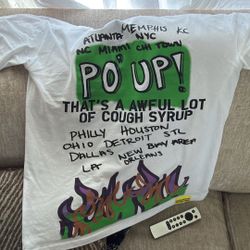 MEMPHIS KC
ATLANTA NYC
NC MIAMI CHI TOWN
PO' UP!
THAT'S A AWFUL LOT
OF COUGH SYRUP
PHILLY HOUSTON
OHIO DETROIT STL
DALLAS NEW BAY AREA
LA ORLEANS